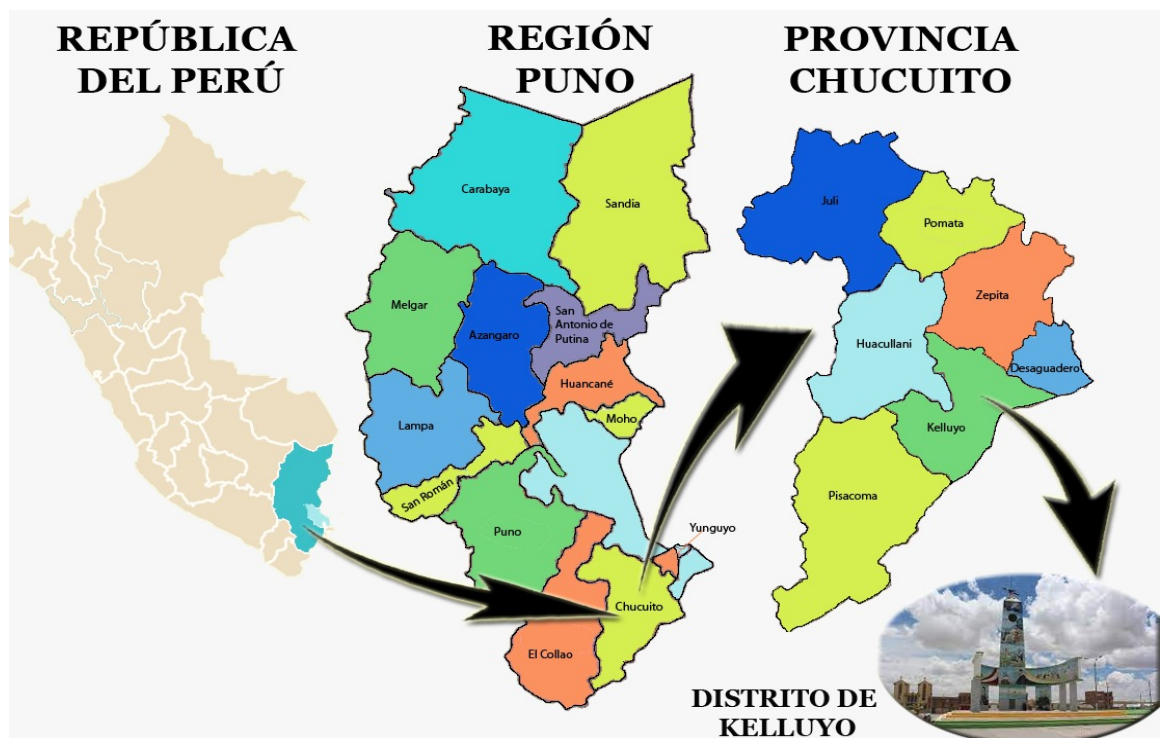 REPÚBLICA
DEL PERÚ
REGIÓN
PUNO
PROVINCIA
CHUCUITO
Carabaya
Sandia
Melgar
Azangaro
San
Antonio de
Putina
Huancané
Moho
Lampa
San Román
Puno
Yunguyo
Chucuito
El Collao
Juli
Pomata
Zepita
Huacullani
Desaguadero
Kelluyo
Pisacoma
DISTRITO DE
KELLUYO